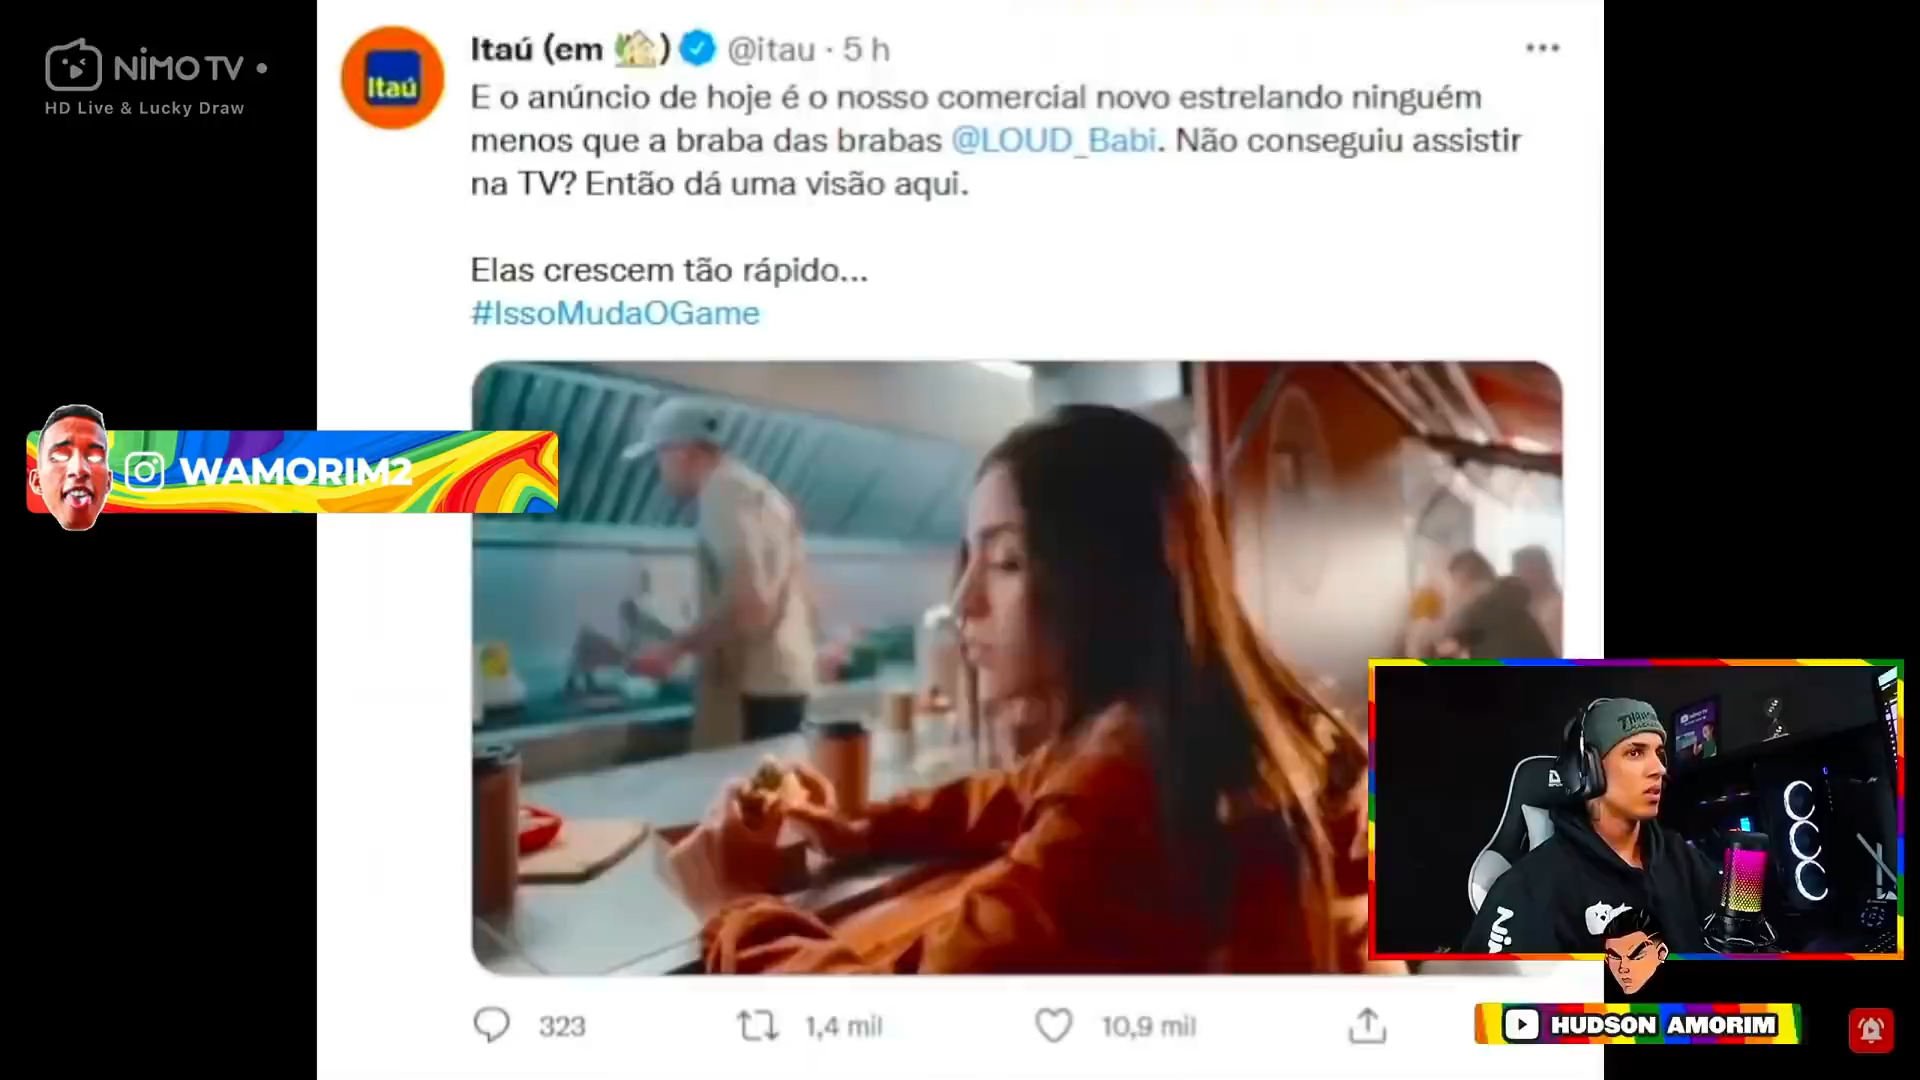 NiMO TV
HD Live & Lucky Draw
Itaú
Itaú (em 🏡) @itau · 5 h
E o anúncio de hoje é o nosso comercial novo estrelando ninguém
menos que a braba das brabas @LOUD_Babi. Não conseguiu assistir
na TV? Então dá uma visão aqui.
Elas crescem tão rápido...
#IssoMudaOGame
WAMORIM2
323
1,4 mil
10,9 mil
HUDSON AMORIM